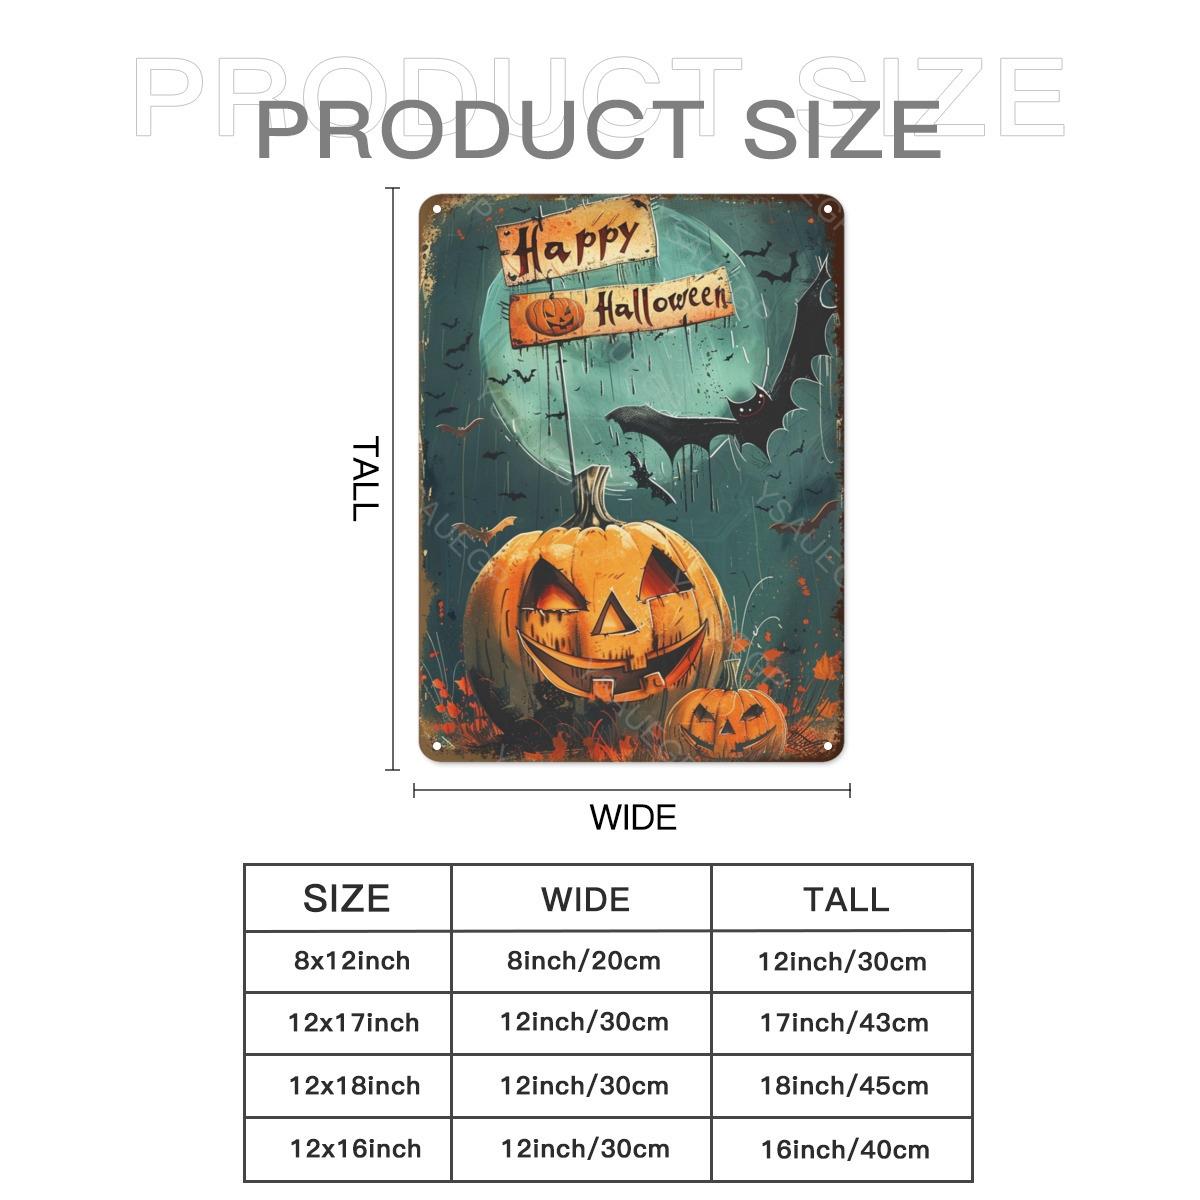 PRODUCT SIZE
PRODUCT SIZE
Happy
Halloween
TALL
WIDE
SIZE WIDE TALL
8x12inch 8inch/20cm 12inch/30cm
12x17inch 12inch/30cm 17inch/43cm
12x18inch 12inch/30cm 18inch/45cm
12x16inch 12inch/30cm 16inch/40cm